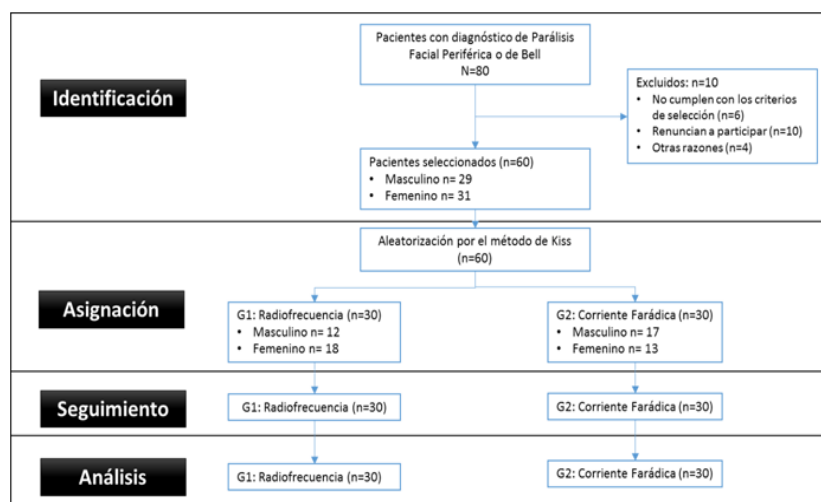 Pacientes con diagnóstico de Parálisis
Facial Periférica o de Bell
N=80
Identificación
Excluidos: n=10
• No cumplen con los criterios
de selección (n=6)
• Renuncian a participar (n=10)
• Otras razones (n=4)
Pacientes seleccionados (n=60)
• Masculino n= 29
• Femenino n= 31
Aleatorización por el método de Kiss
(n=60)
Asignación
G1: Radiofrecuencia (n=30)
• Masculino n= 12
• Femenino n= 18
G2: Corriente Farádica (n=30)
• Masculino n= 17
• Femenino n= 13
Seguimiento
G1: Radiofrecuencia (n=30)
G2: Corriente Farádica (n=30)
Análisis
G1: Radiofrecuencia (n=30)
G2: Corriente Farádica (n=30)